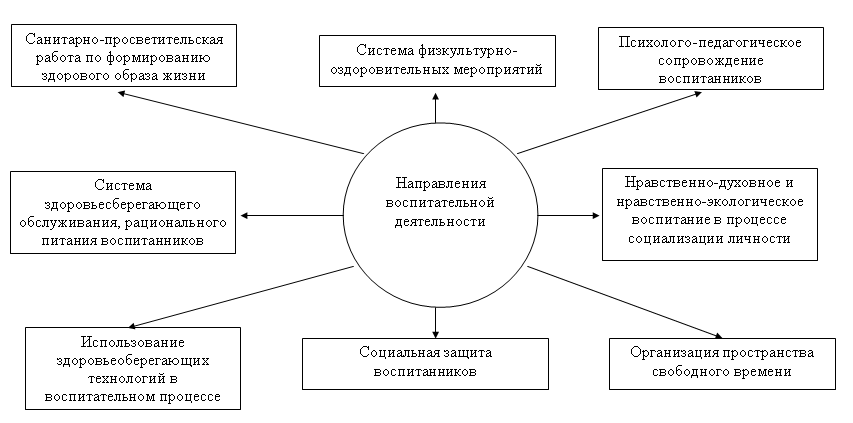 Санитарно-просветительская
работа по формированию
здорового образа жизни
Система физкультурно-
оздоровительных мероприятий
Психолого-педагогическое
сопровождение
воспитанников
Система
здоровьесберегающего
обслуживания, рационального
питания воспитанников
Направления
воспитательной
деятельности
Нравственно-духовное и
нравственно-экологическое
воспитание в процессе
социализации личности
Использование
здоровьеоберегающих
технологий в
воспитательном процессе
Социальная защита
воспитанников
Организация пространства
свободного времени